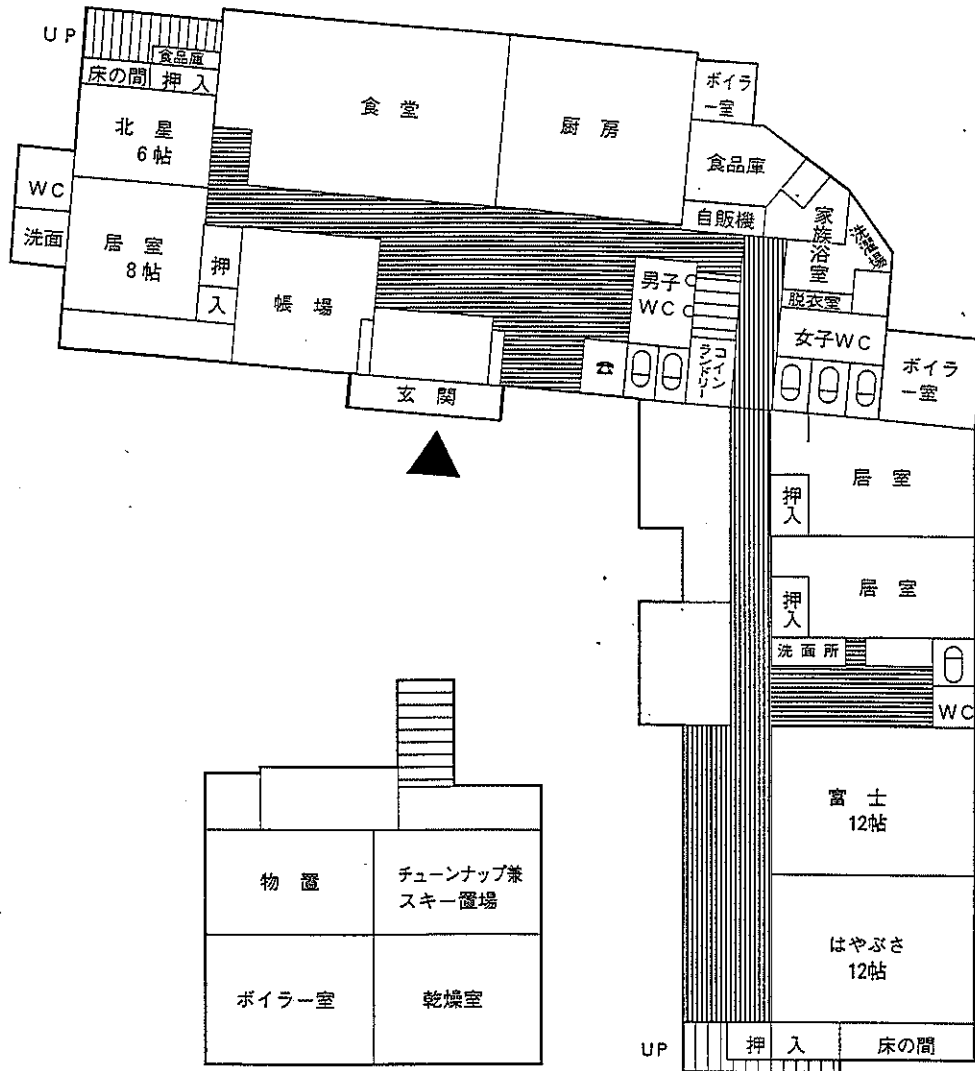 UP
食品庫
床の間
押入
北星
6帖
WC
洗面
居室
8帖
押入
帳場
食堂
厨房
ボイラ
ー室
食品庫
自販機
家族浴室
脱衣室
男子
WC
☎
コイン
ランドリー
女子WC
ボイラ
ー室
玄関
居室
押入
居室
押入
洗面所
WC
富士
12帖
はやぶさ
12帖
押入
床の間
UP
物置
チューンナップ兼
スキー置場
ボイラー室
乾燥室